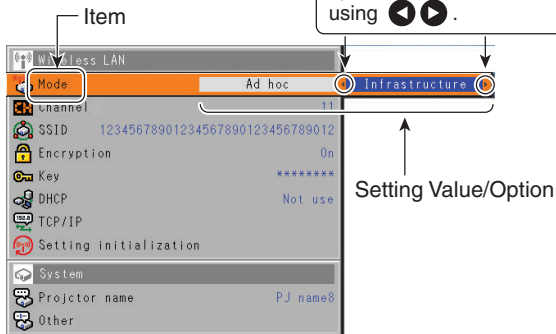 Item
using ◀ ▶ .
Wireless LAN
Mode Ad hoc Infrastructure
Channel 11
SSID 12345678901234567890123456789012
Encryption On
Key ********
DHCP Not use
TCP/IP
Setting initialization
Setting Value/Option
System
Projctor name PJ name8
Other